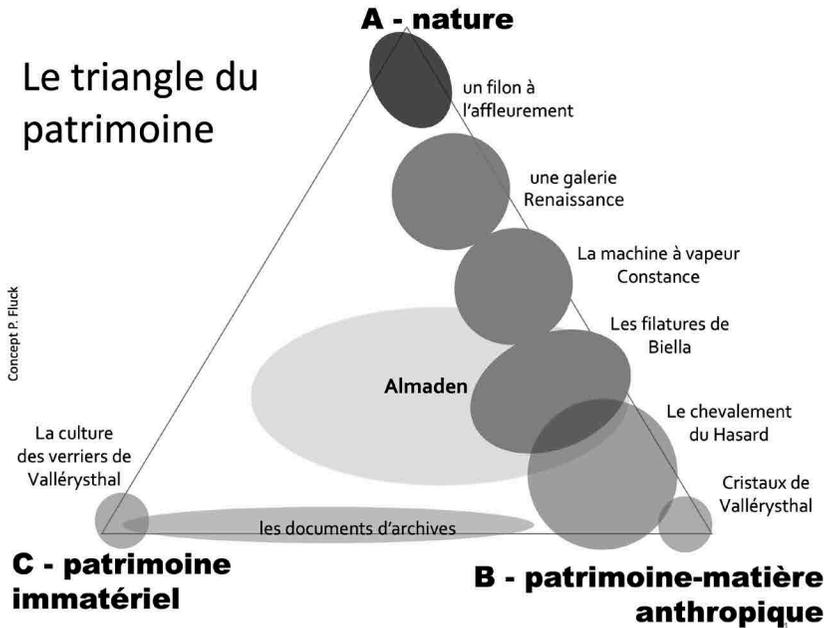 A - nature
Le triangle du
patrimoine
un filon à
l'affleurement
une galerie
Renaissance
La machine à vapeur
Constance
Concept P. Fluck
Les filatures de
Biella
Almaden
Le chevalement
du Hasard
La culture
des verriers de
Vallérysthal
Cristaux de
Vallérysthal
les documents d'archives
C - patrimoine
immatériel
B - patrimoine-matière
anthropique